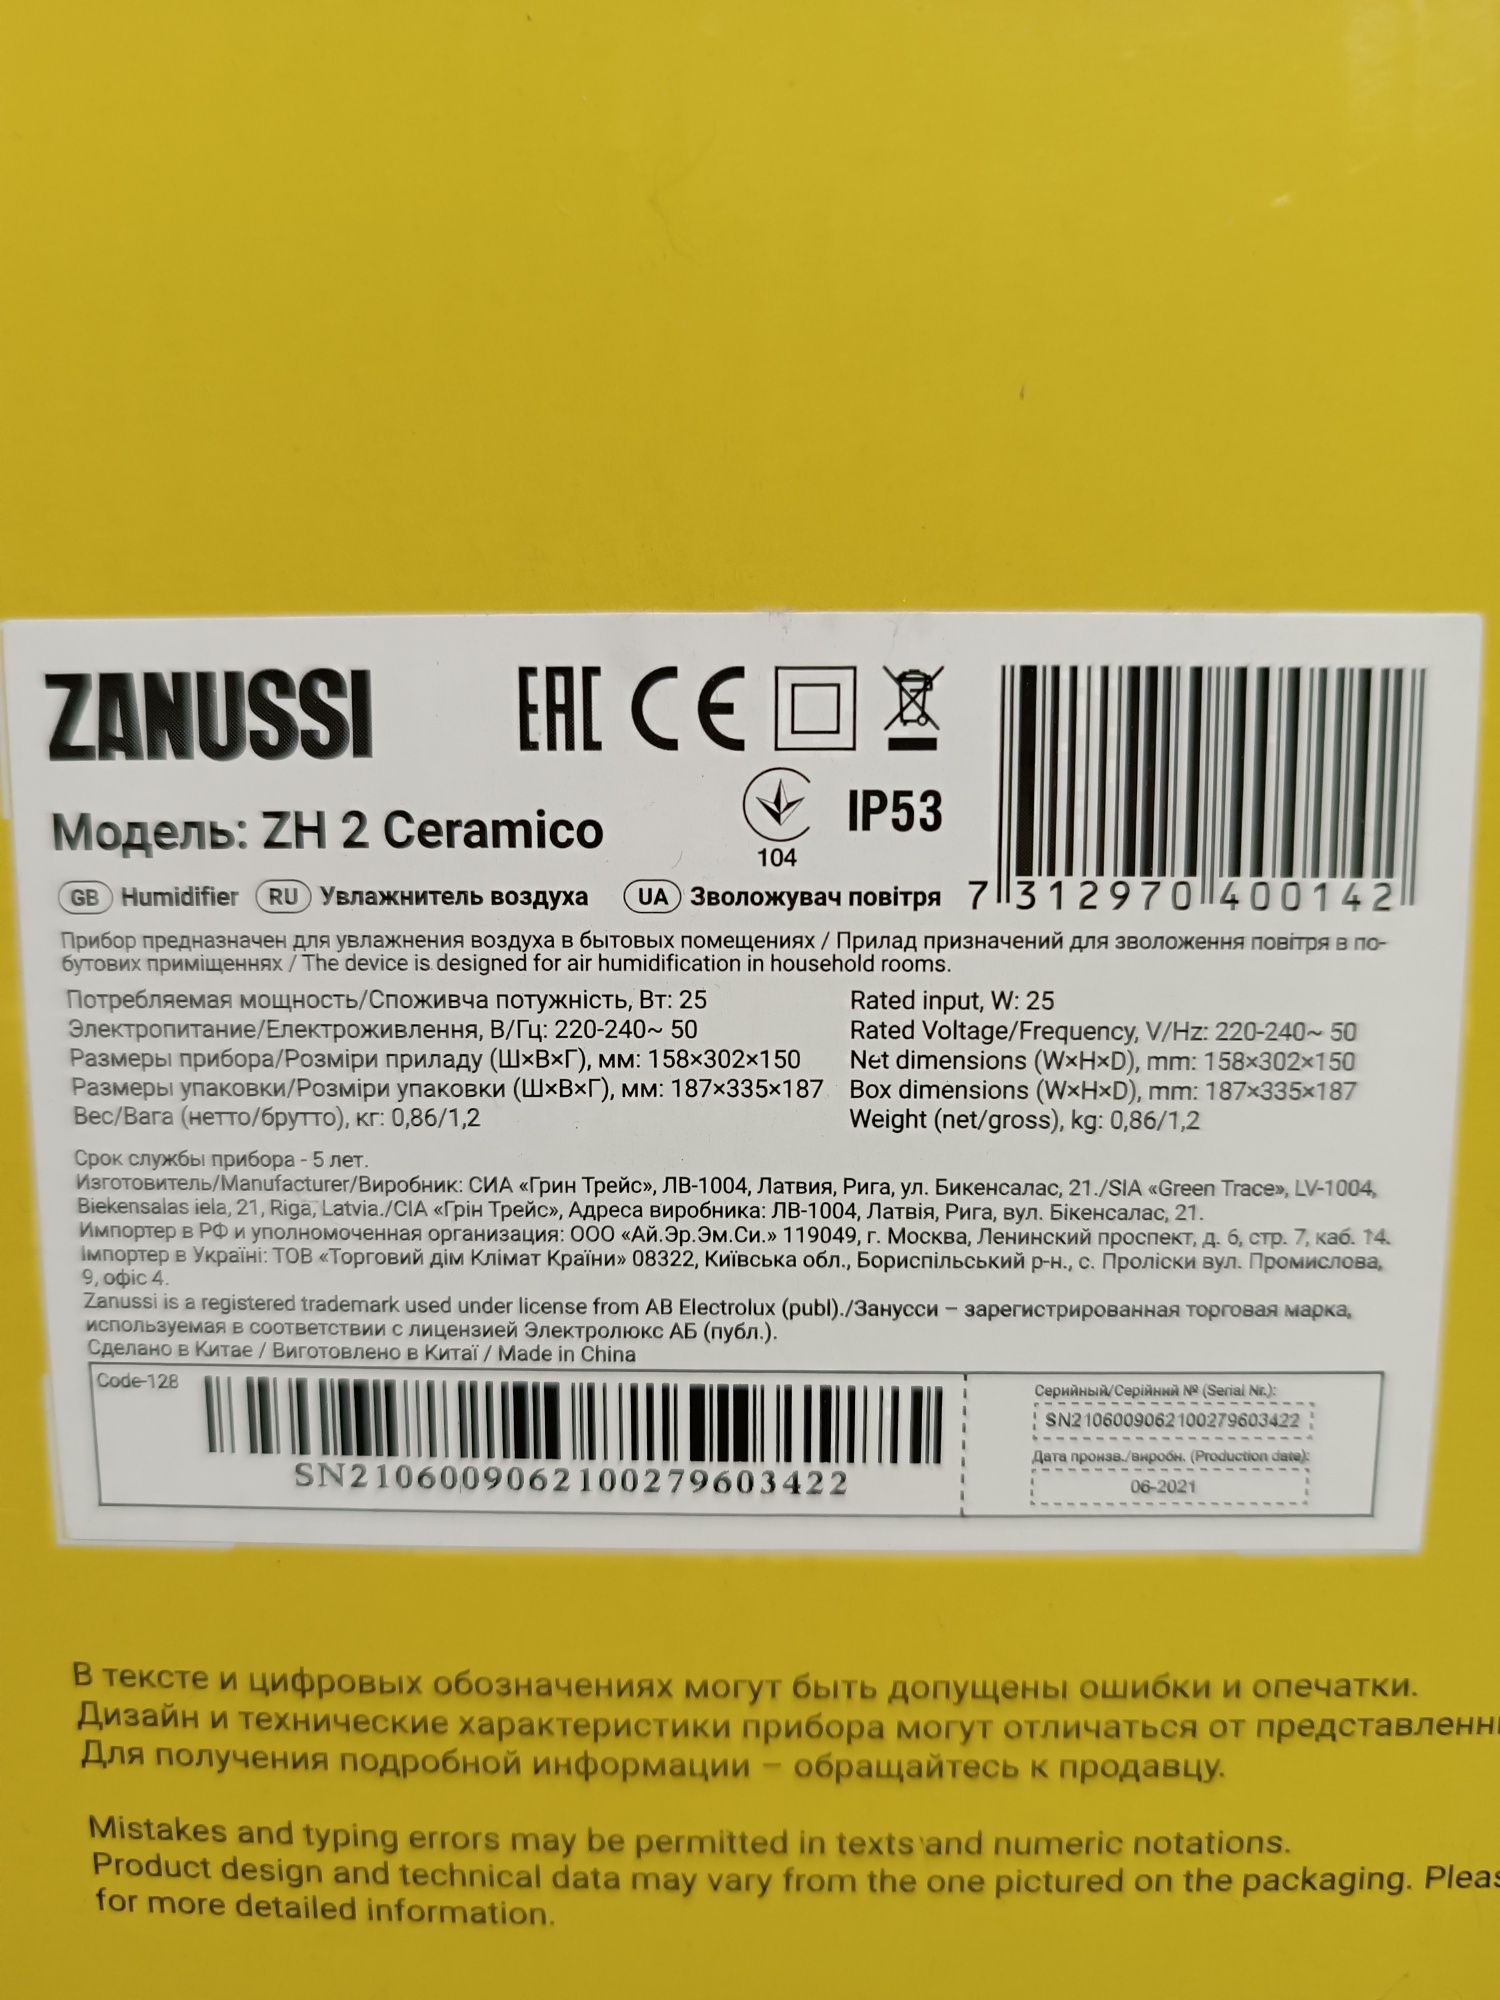 ZANUSSI
EAC CE
Модель: ZH 2 Ceramico
104
IP53
GB Humidifier RU Увлажнитель воздуха UA Зволожувач повітря
7 312970 400142
Прибор предназначен для увлажнения воздуха в бытовых помещениях / Прилад призначений для зволоження повітря в по-
бутових приміщеннях / The device is designed for air humidification in household rooms.
Потребляемая мощность/Споживча потужність, Вт: 25
Электропитание/Електроживлення, В/Гц: 220-240~ 50
Размеры прибора/Розміри приладу (Ш×В×Г), мм: 158×302×150
Размеры упаковки/Розміри упаковки (Ш×В×Г), мм: 187×335×187
Вес/Вага (нетто/брутто), кг: 0,86/1,2
Rated input, W: 25
Rated Voltage/Frequency, V/Hz: 220-240~ 50
Net dimensions (W×H×D), mm: 158×302×150
Box dimensions (W×H×D), mm: 187×335×187
Weight (net/gross), kg: 0,86/1,2
Срок службы прибора - 5 лет.
Изготовитель/Manufacturer/Виробник: СИА «Грин Трейс», ЛВ-1004, Латвия, Рига, ул. Бикенсалас, 21./SIA «Green Trace», LV-1004,
Biekensalas iela, 21, Riga, Latvia./СІА «Грін Трейс», Адреса виробника: ЛВ-1004, Латвія, Рига, вул. Бікенсалас, 21.
Импортер в РФ и уполномоченная организация: ООО «Ай.Эр.Эм.Си.» 119049, г. Москва, Ленинский проспект, д. 6, стр. 7, каб. 14.
Імпортер в Україні: ТОВ «Торговий дім Клімат Країни» 08322, Київська обл., Бориспільський р-н., с. Проліски вул. Промислова,
9, офіс 4.
Zanussi is a registered trademark used under license from AB Electrolux (publ)./Занусси – зарегистрированная торговая марка,
используемая в соответствии с лицензией Электролюкс АБ (публ.).
Сделано в Китае / Виготовлено в Китаї / Made in China
Code-128
SN21060090621002796034​22
Серийный/Серійний № (Serial Nr.):
SN2106009062100279603422
Дата произв./виробн. (Production date):
06-2021
В тексте и цифровых обозначениях могут быть допущены ошибки и опечатки.
Дизайн и технические характеристики прибора могут отличаться от представленн
Для получения подробной информации – обращайтесь к продавцу.
Mistakes and typing errors may be permitted in texts and numeric notations.
Product design and technical data may vary from the one pictured on the packaging. Pleas
for more detailed information.